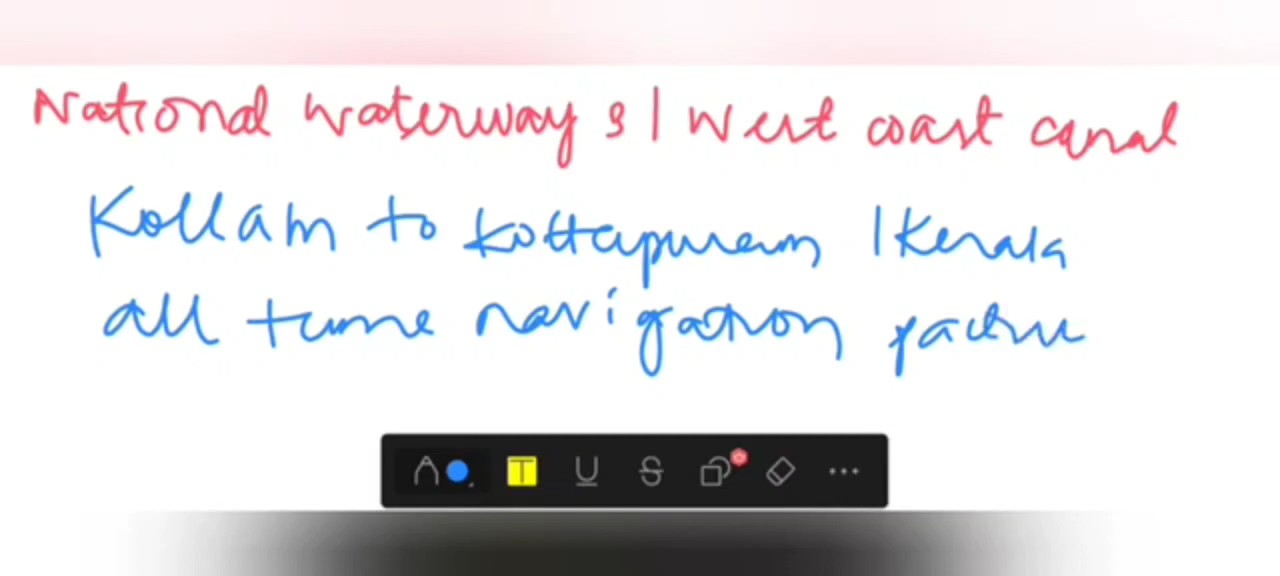 National waterway 3 | West coast canal
Kollam to Kottapuram | Kerala
all time navigation